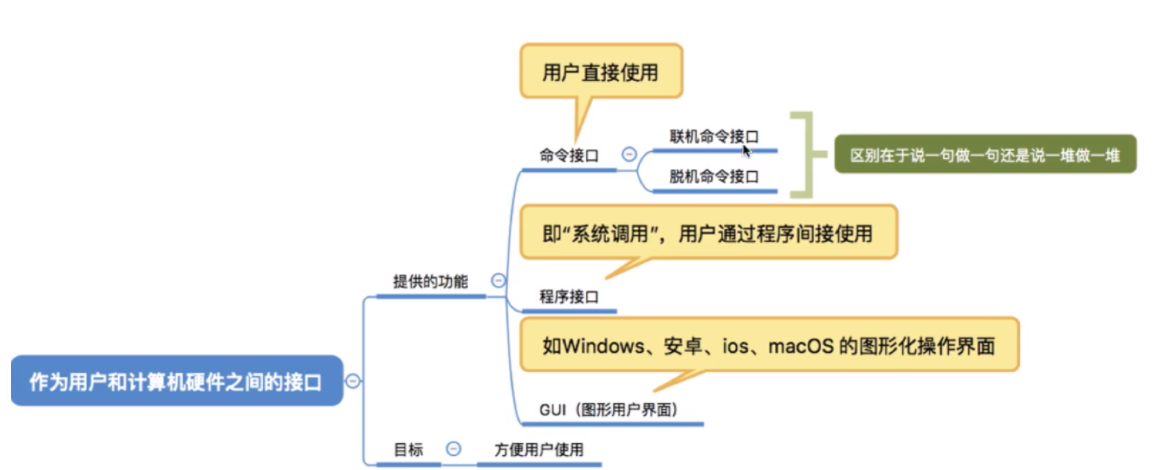 用户直接使用
联机命令接口
命令接口
区别在于说一句做一句还是说一堆做一堆
脱机命令接口
即“系统调用”，用户通过程序间接使用
提供的功能
程序接口
如Windows、安卓、ios、macOS 的图形化操作界面
作为用户和计算机硬件之间的接口
GUI（图形用户界面）
目标
方便用户使用